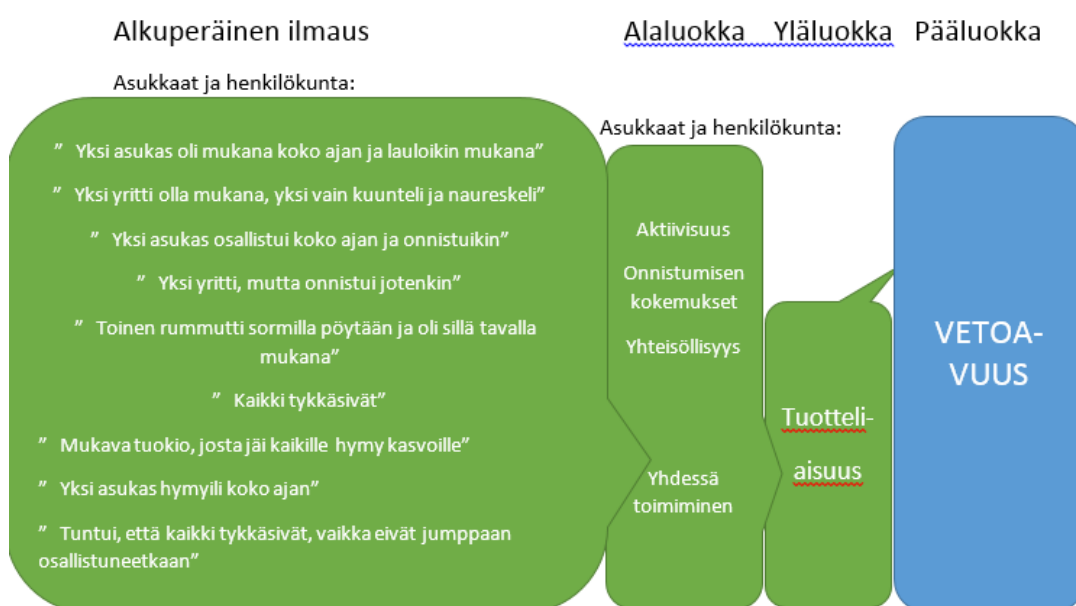 Alkuperäinen ilmaus
Alaluokka
Yläluokka
Pääluokka
Asukkaat ja henkilökunta:
” Yksi asukas oli mukana koko ajan ja lauloikin mukana”
” Yksi yritti olla mukana, yksi vain kuunteli ja naureskeli”
” Yksi asukas osallistui koko ajan ja onnistuikin”
” Yksi yritti, mutta onnistui jotenkin”
” Toinen rummutti sormilla pöytään ja oli sillä tavalla
mukana”
” Kaikki tykkäsivät”
” Mukava tuokio, josta jäi kaikille hymy kasvoille”
” Yksi asukas hymyili koko ajan”
” Tuntui, että kaikki tykkäsivät, vaikka eivät jumppaan
osallistuneetkaan”
Asukkaat ja henkilökunta:
Aktiivisuus
Onnistumisen
kokemukset
Yhteisöllisyys
Yhdessä
toimiminen
Tuotteli-
aisuus
VETOA-
VUUS